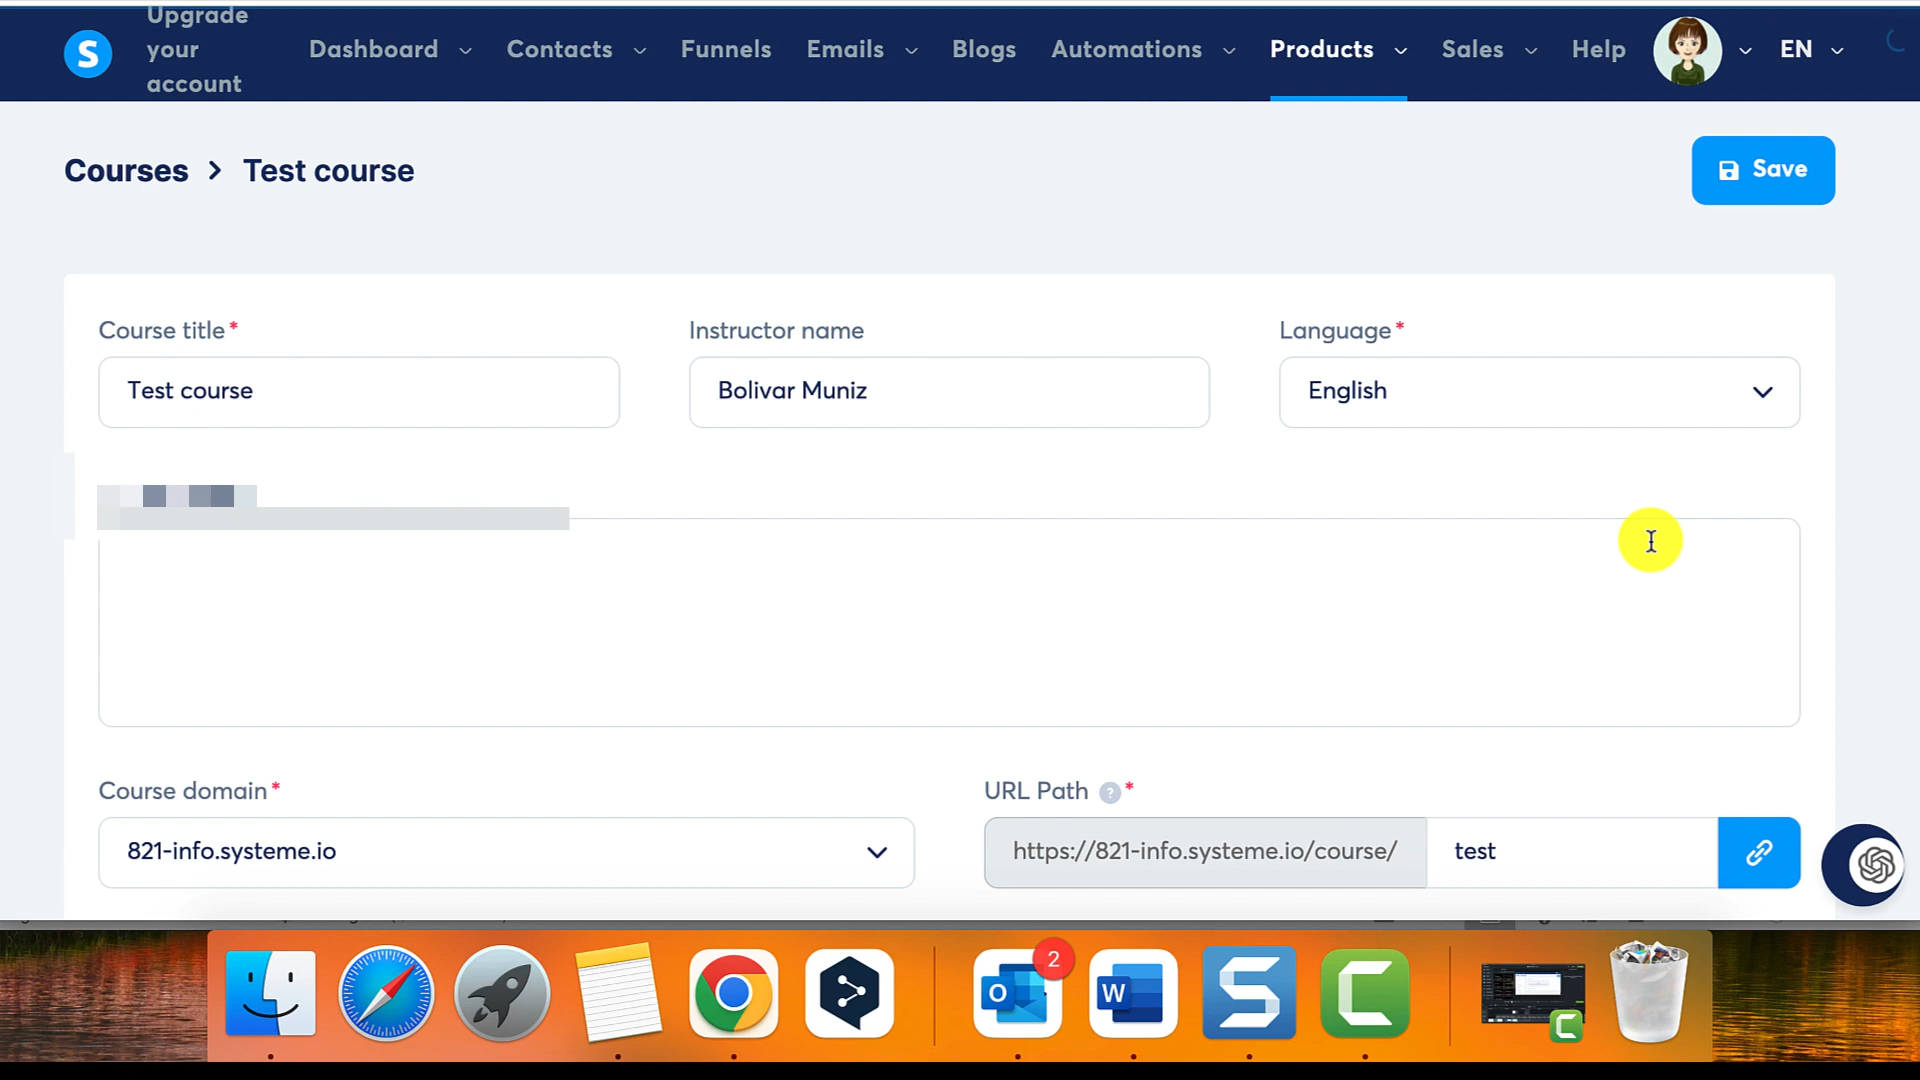 Upgrade
your
account
Dashboard
Contacts
Funnels
Emails
Blogs
Automations
Products
Sales
Help
EN
Courses > Test course
Save
Course title*
Instructor name
Language*
Test course
Bolivar Muniz
English
Course domain*
URL Path ? *
821-info.systeme.io
https://821-info.systeme.io/course/
test
2